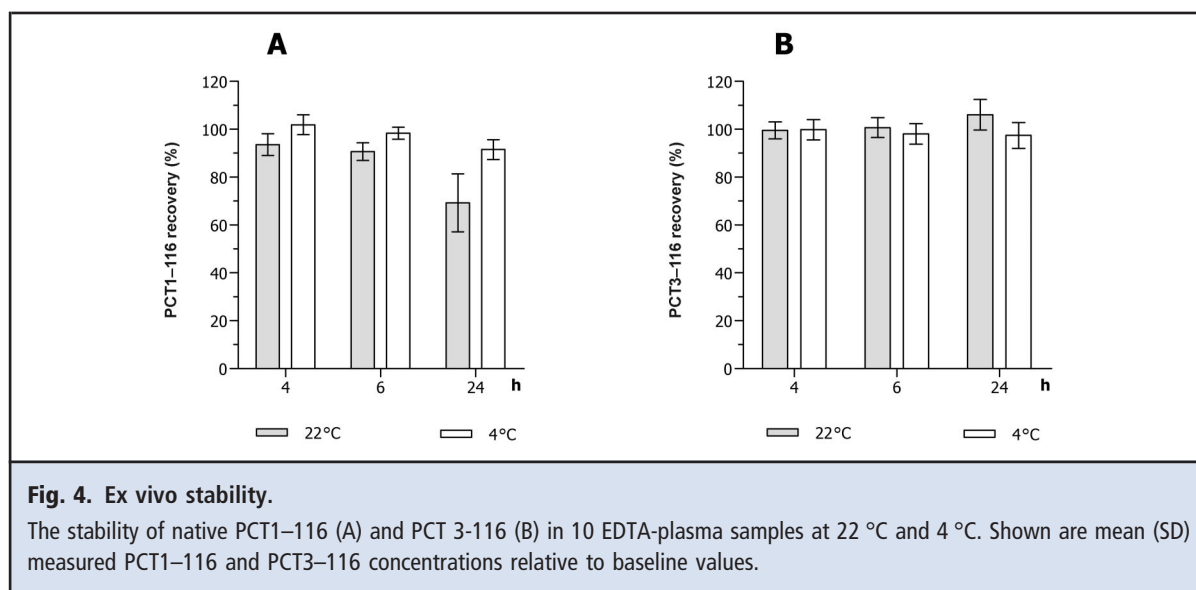 A
120
100
80
60
40
20
0
PCT1–116 recovery (%)
4 6 24 h
22°C 4°C
B
120
100
80
60
40
20
0
PCT3–116 recovery (%)
4 6 24 h
22°C 4°C
Fig. 4. Ex vivo stability.
The stability of native PCT1–116 (A) and PCT 3-116 (B) in 10 EDTA-plasma samples at 22 °C and 4 °C. Shown are mean (SD)
measured PCT1–116 and PCT3–116 concentrations relative to baseline values.